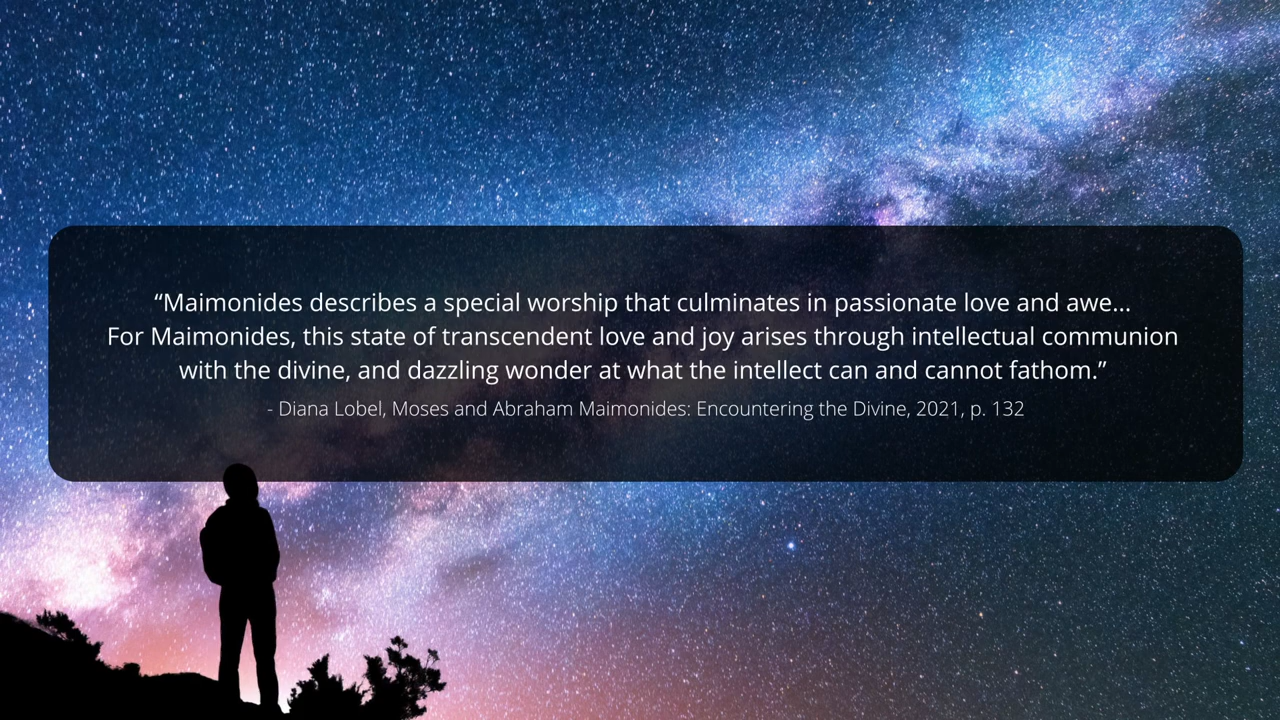 “Maimonides describes a special worship that culminates in passionate love and awe...
For Maimonides, this state of transcendent love and joy arises through intellectual communion
with the divine, and dazzling wonder at what the intellect can and cannot fathom.”
- Diana Lobel, Moses and Abraham Maimonides: Encountering the Divine, 2021, p. 132